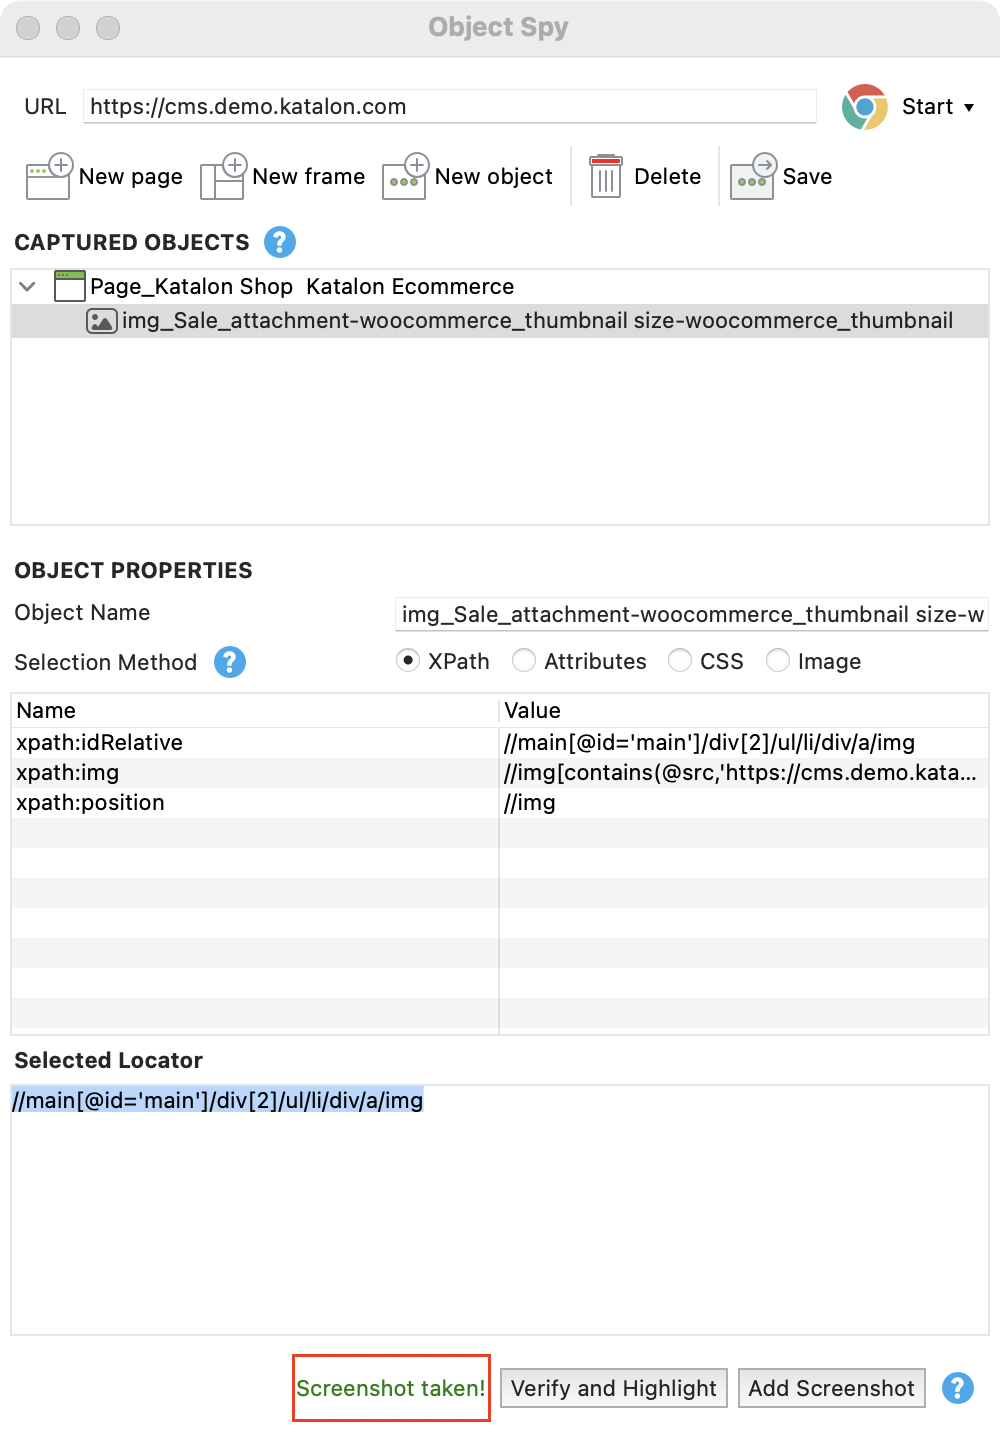 Object Spy
URL https://cms.demo.katalon.com Start
New page New frame New object Delete Save
CAPTURED OBJECTS ?
Page_Katalon Shop  Katalon Ecommerce
img_Sale_attachment-woocommerce_thumbnail size-woocommerce_thumbnail
OBJECT PROPERTIES
Object Name img_Sale_attachment-woocommerce_thumbnail size-w
Selection Method ? XPath Attributes CSS Image
Name Value
xpath:idRelative //main[@id='main']/div[2]/ul/li/div/a/img
xpath:img //img[contains(@src,'https://cms.demo.kata...
xpath:position //img
Selected Locator
//main[@id='main']/div[2]/ul/li/div/a/img
Screenshot taken! Verify and Highlight Add Screenshot ?